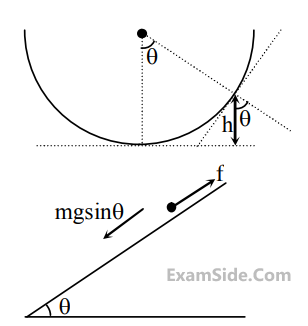 θ
h θ
f
mgsinθ
ExamSide.Com
θ